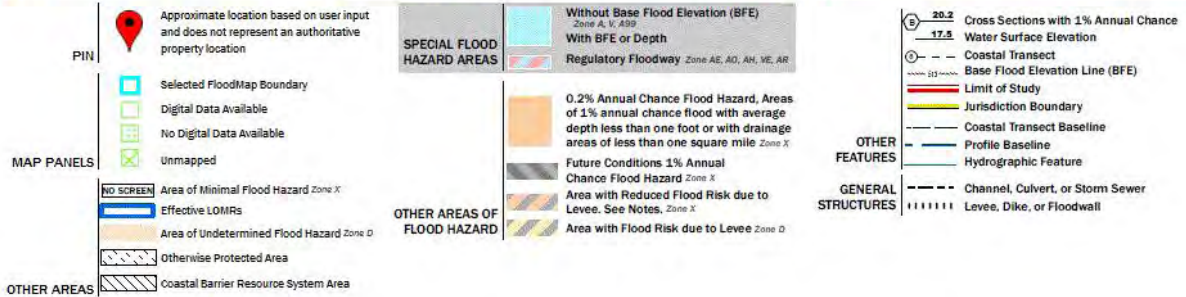 PIN
Approximate location based on user input
and does not represent an authoritative
property location
MAP PANELS
Selected FloodMap Boundary
Digital Data Available
No Digital Data Available
Unmapped
OTHER AREAS
NO SCREEN Area of Minimal Flood Hazard Zone X
Effective LOMRs
Area of Undetermined Flood Hazard Zone D
Otherwise Protected Area
Coastal Barrier Resource System Area
SPECIAL FLOOD
HAZARD AREAS
Without Base Flood Elevation (BFE)
Zone A, V, A99
With BFE or Depth
Regulatory Floodway Zone AE, AO, AH, VE, AR
OTHER AREAS OF
FLOOD HAZARD
0.2% Annual Chance Flood Hazard, Areas
of 1% annual chance flood with average
depth less than one foot or with drainage
areas of less than one square mile Zone X
Future Conditions 1% Annual
Chance Flood Hazard Zone X
Area with Reduced Flood Risk due to
Levee. See Notes. Zone X
Area with Flood Risk due to Levee Zone D
OTHER
FEATURES
B 20.2 Cross Sections with 1% Annual Chance
17.5 Water Surface Elevation
8 Coastal Transect
513 Base Flood Elevation Line (BFE)
Limit of Study
Jurisdiction Boundary
Coastal Transect Baseline
Profile Baseline
Hydrographic Feature
GENERAL
STRUCTURES
Channel, Culvert, or Storm Sewer
Levee, Dike, or Floodwall